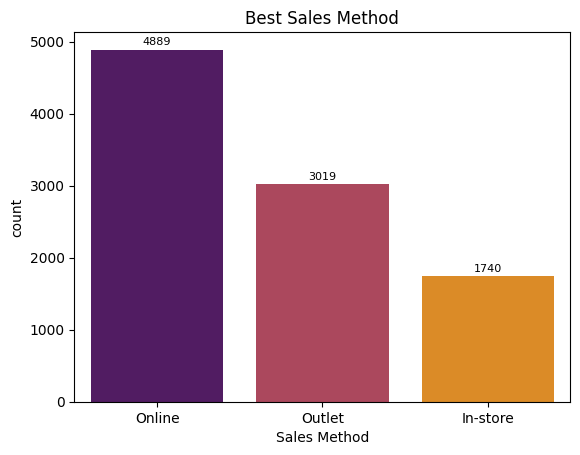 Best Sales Method
4889
3019
1740
5000
4000
3000
2000
1000
0
count
Online
Outlet
In-store
Sales Method